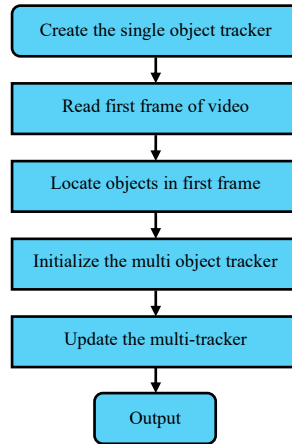 Create the single object tracker
Read first frame of video
Locate objects in first frame
Initialize the multi object tracker
Update the multi-tracker
Output